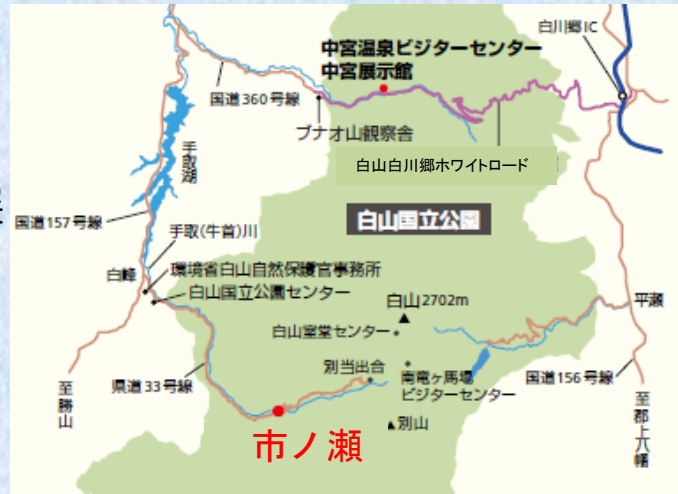 白川郷IC
中宮温泉ビジターセンター
中宮展示館
国道360号線
ブナオ山観察舎
手取湖
白山白川郷ホワイトロード
国道157号線
白山国立公園
手取(牛首)川
白峰
環境省白山自然保護官事務所
白山国立公園センター
白山2702m
平瀬
白山室堂センター
別当出合
南竜ヶ馬場
ビジターセンター
国道156号線
県道33号線
至勝山
至郡上八幡
別山
市ノ瀬